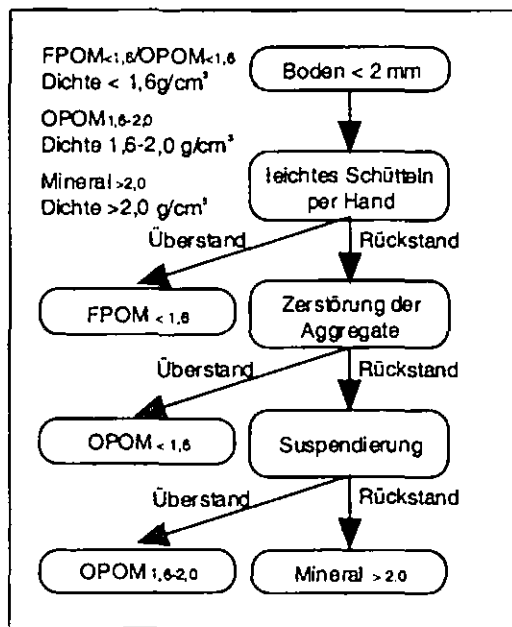 FPOM<1,6/OPOM<1,6
Dichte < 1,6g/cm³
OPOM1,6-2,0
Dichte 1,6-2,0 g/cm³
Mineral >2,0
Dichte >2,0 g/cm³
Boden < 2 mm
leichtes Schütteln
per Hand
Überstand
Rückstand
FPOM < 1,6
Zerstörung der
Aggregate
Überstand
Rückstand
OPOM < 1,6
Suspendierung
Überstand
Rückstand
OPOM 1,6-2,0
Mineral > 2.0